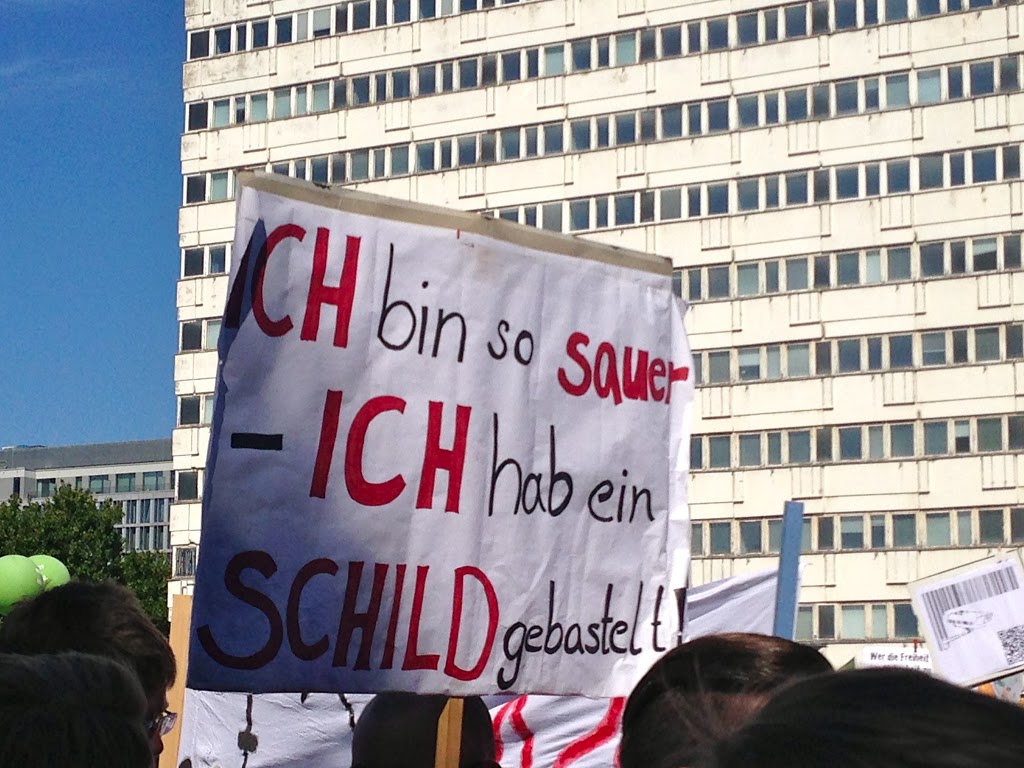 ICH bin so sauer
- ICH hab ein
SCHILD gebastelt!
Wer die Freiheit